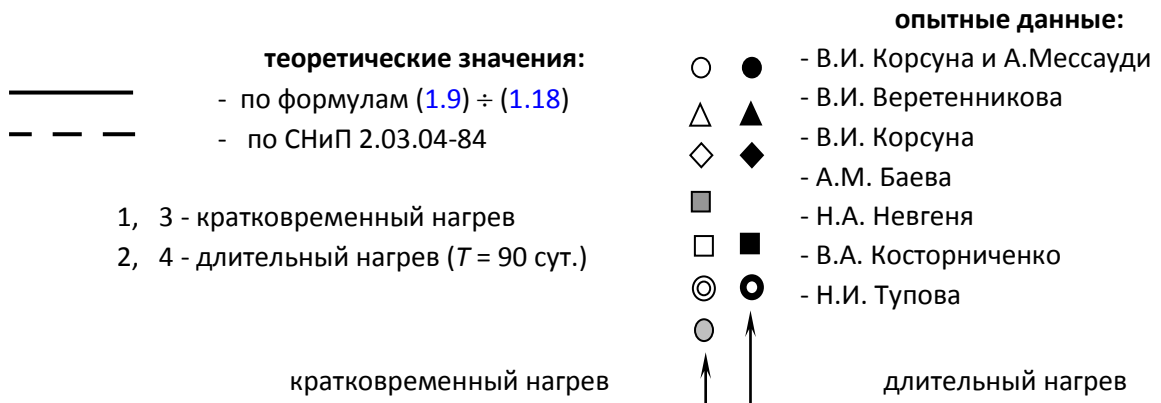 опытные данные:
теоретические значения:
- по формулам (1.9) ÷ (1.18)
- по СНиП 2.03.04-84
1, 3 - кратковременный нагрев
2, 4 - длительный нагрев (T = 90 сут.)
- В.И. Корсуна и А.Мессауди
- В.И. Веретенникова
- В.И. Корсуна
- А.М. Баева
- Н.А. Невгеня
- В.А. Косторниченко
- Н.И. Тупова
кратковременный нагрев
длительный нагрев